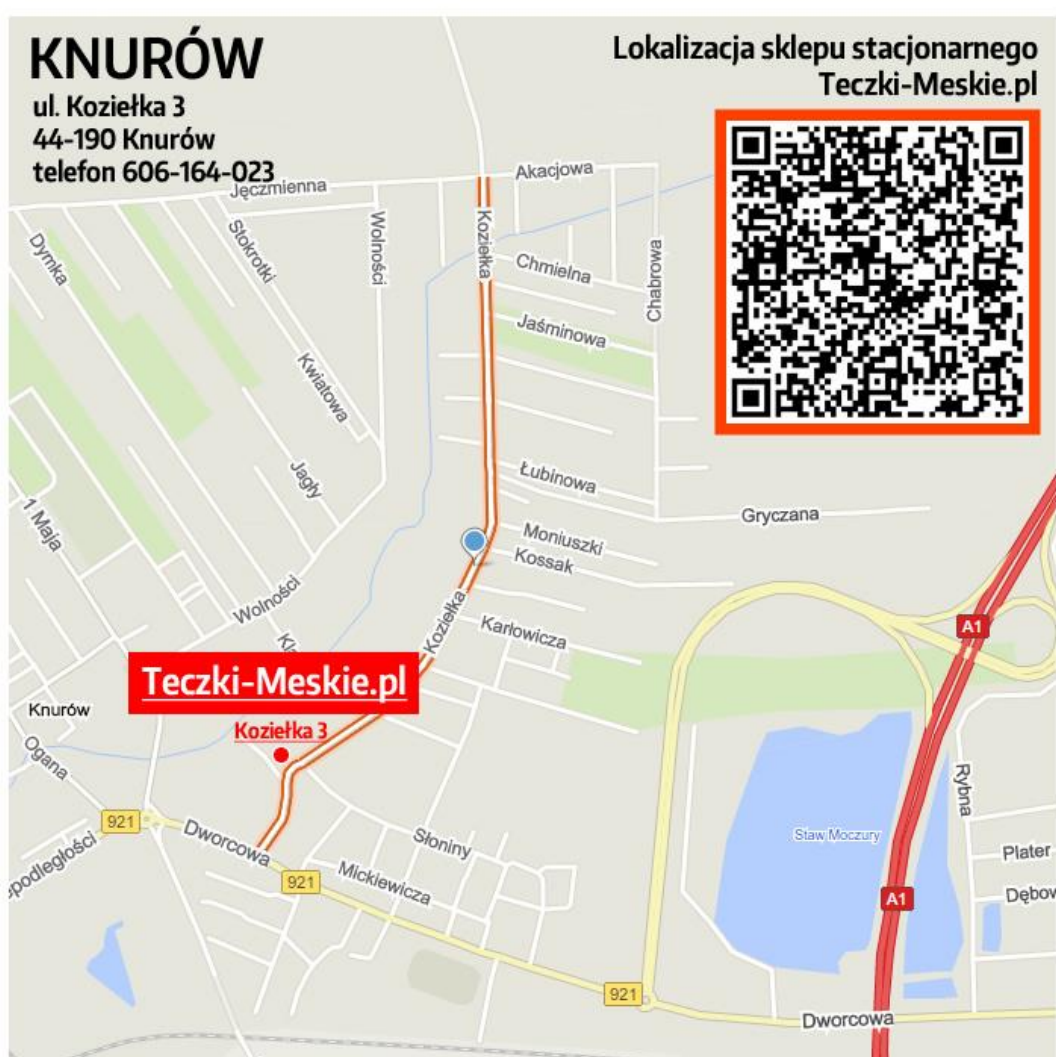 KNURÓW
ul. Koziełka 3
44-190 Knurów
telefon 606-164-023
Lokalizacja sklepu stacjonarnego
Teczki-Meskie.pl
Jęczmienna
Akacjowa
Dymka
Stokrotki
Wolności
Koziełka
Chmielna
Chabrowa
Jaśminowa
Kwiatowa
Jagły
Łubinowa
1 Maja
Gryczana
Moniuszki
Kossak
Wolności
Koziełka
Karłowicza
A1
Teczki-Meskie.pl
Knurów
Koziełka 3
Ogana
Rybna
921
Dworcowa
Słoniny
Staw Moczury
Plater
Mickiewicza
921
A1
921
Dworcowa